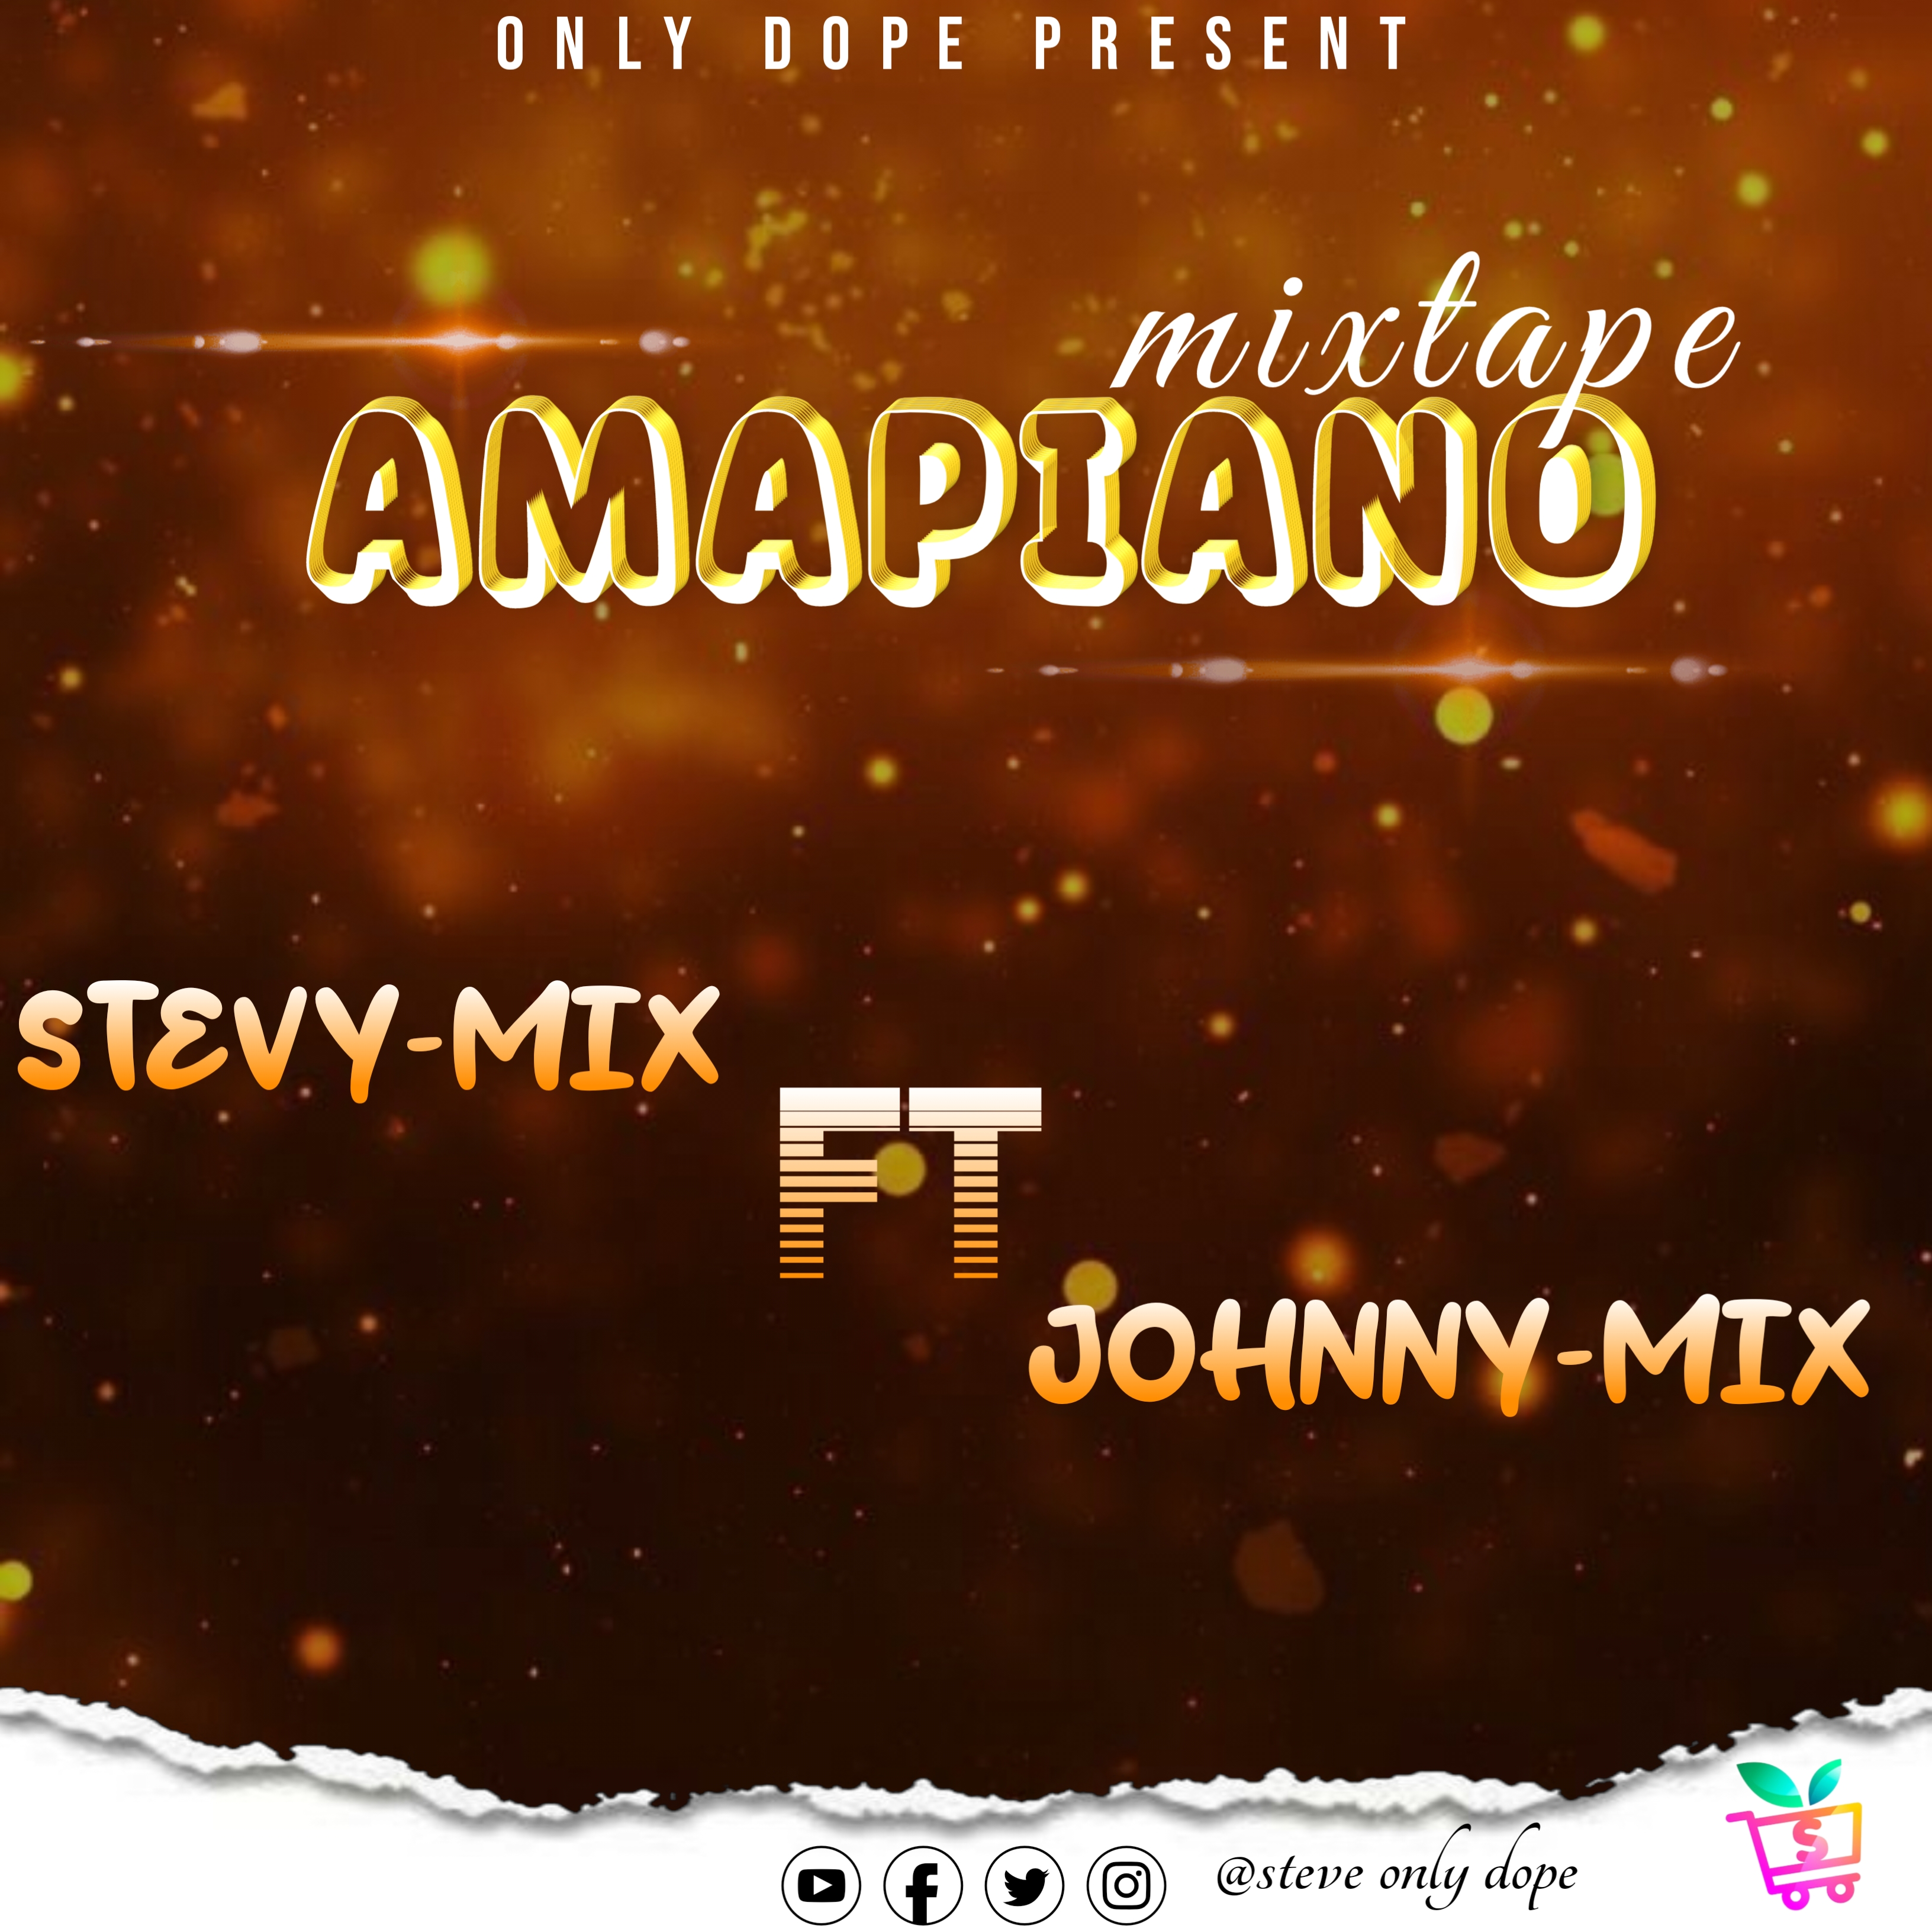 ONLY DOPE PRESENT
mixtape
AMAPIANO
STEVY-MIX
FT
JOHNNY-MIX
@steve only dope
S